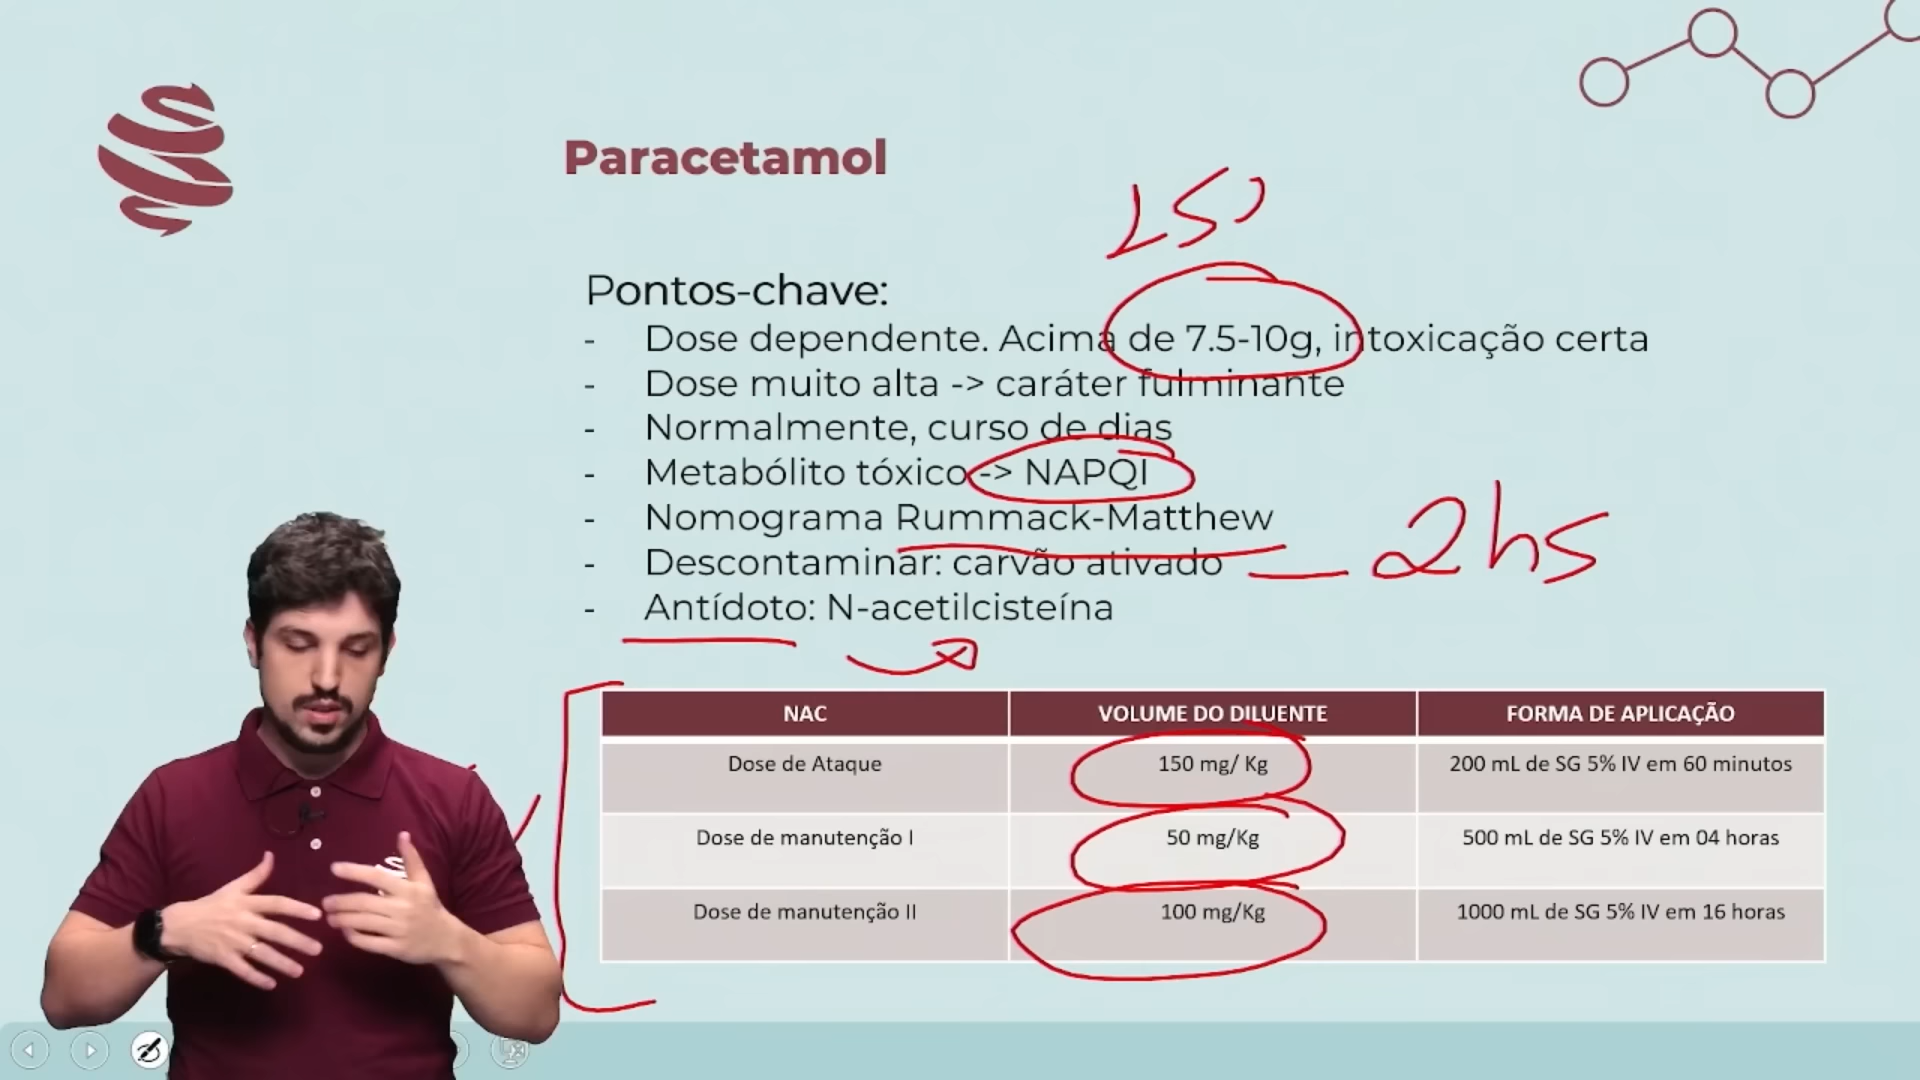 Paracetamol
Pontos-chave:
- Dose dependente. Acima de 7.5-10g, intoxicação certa
- Dose muito alta -> caráter fulminante
- Normalmente, curso de dias
- Metabólito tóxico -> NAPQI
- Nomograma Rummack-Matthew
- Descontaminar: carvão ativado
2hs
- Antídoto: N-acetilcisteína
NAC VOLUME DO DILUENTE FORMA DE APLICAÇÃO
Dose de Ataque 150 mg/ Kg 200 mL de SG 5% IV em 60 minutos
Dose de manutenção I 50 mg/Kg 500 mL de SG 5% IV em 04 horas
Dose de manutenção II 100 mg/Kg 1000 mL de SG 5% IV em 16 horas